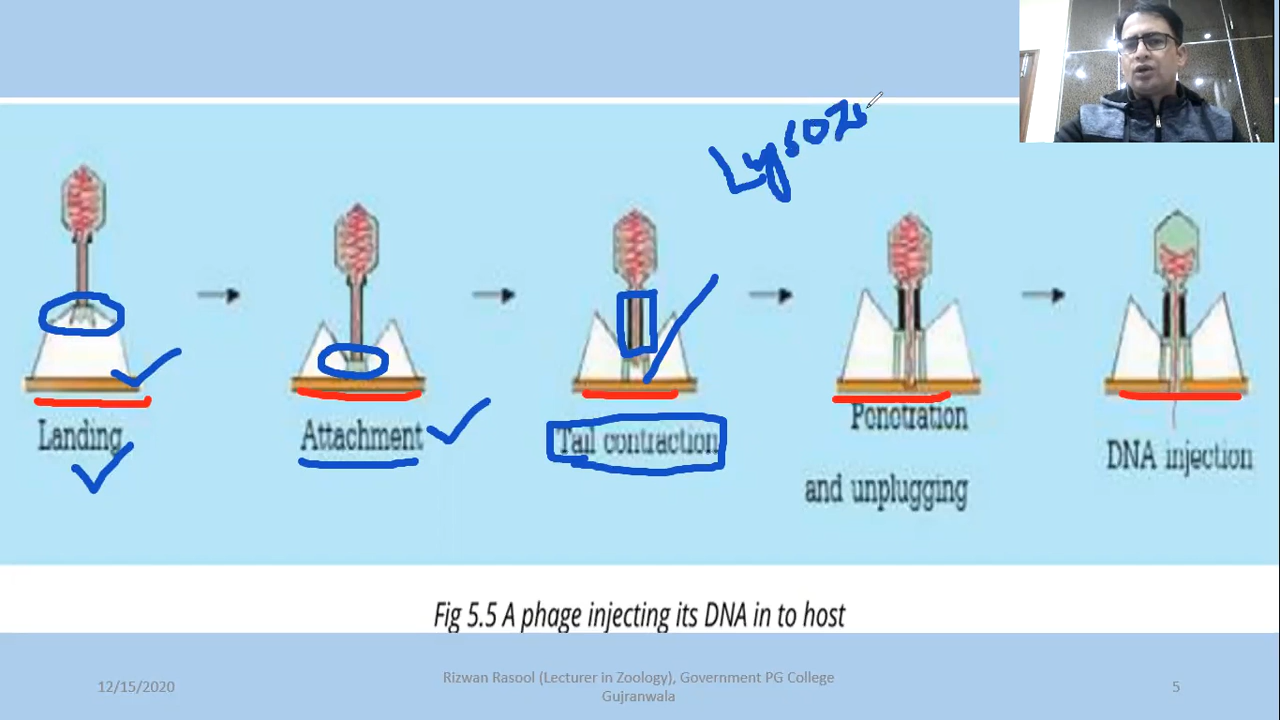 Lysozy
Landing
Attachment
Tail contraction
Penetration
and unplugging
DNA injection
Fig 5.5 A phage injecting its DNA in to host
12/15/2020
Rizwan Rasool (Lecturer in Zoology), Government PG College
Gujranwala
5